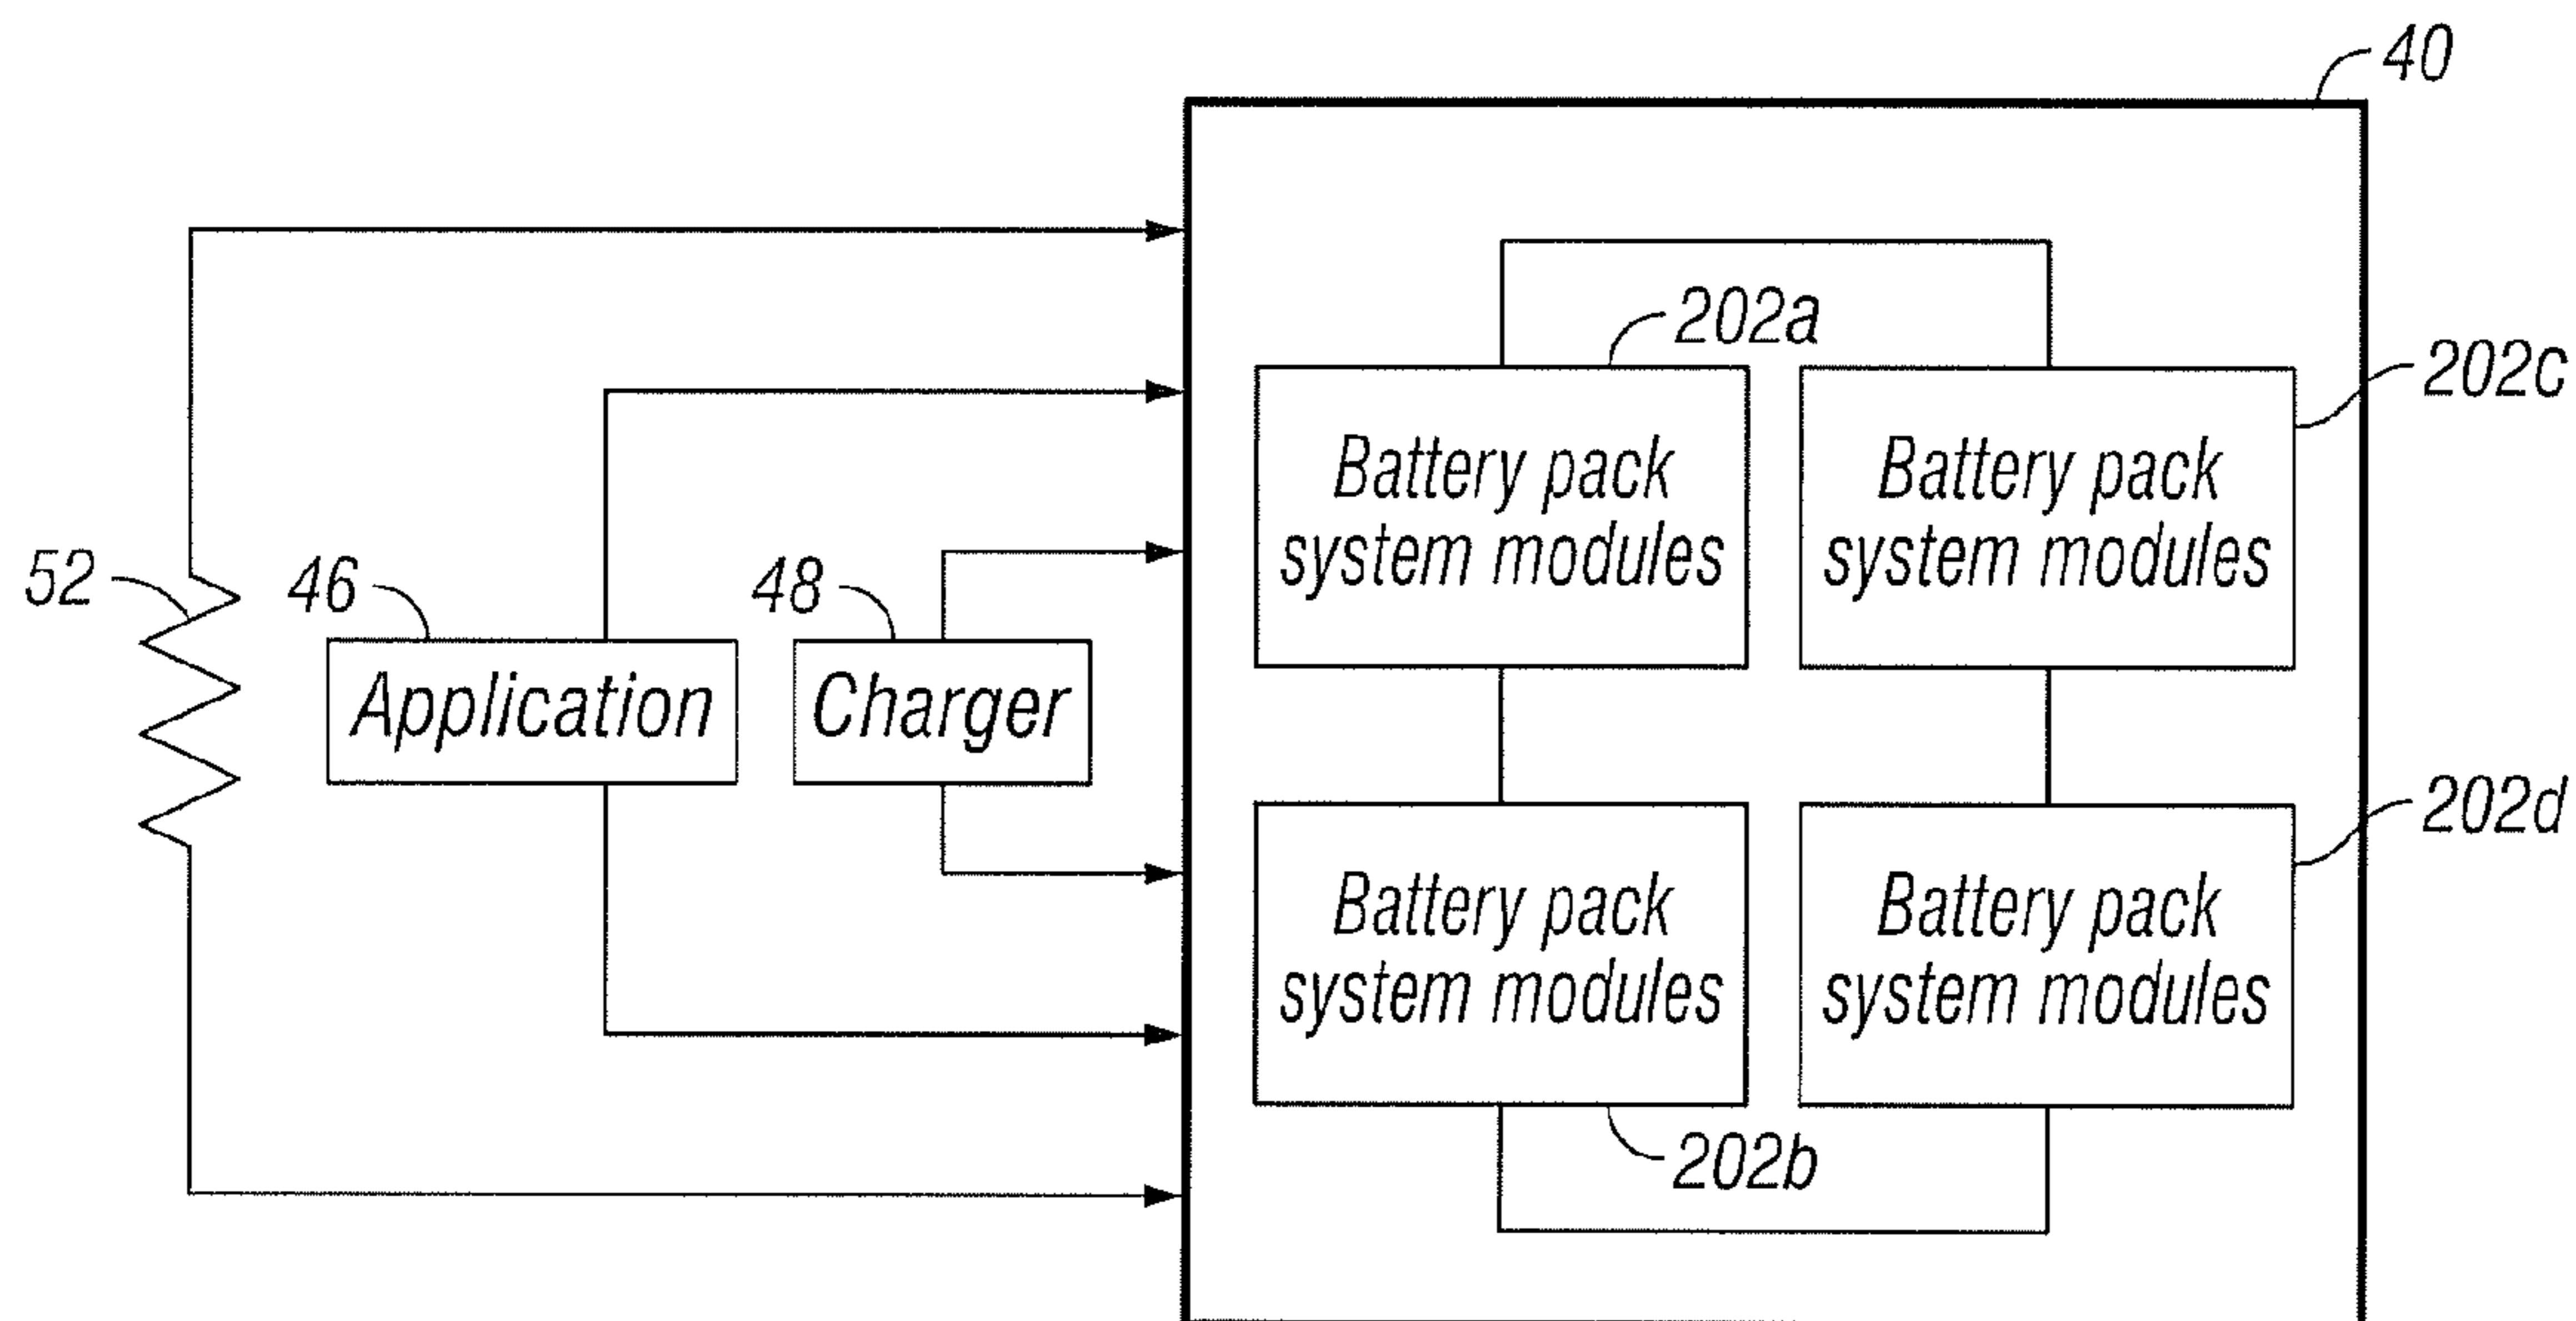 40
202a
202c
Battery pack
system modules
Battery pack
system modules
52
46
48
Application
Charger
202d
Battery pack
system modules
Battery pack
system modules
202b